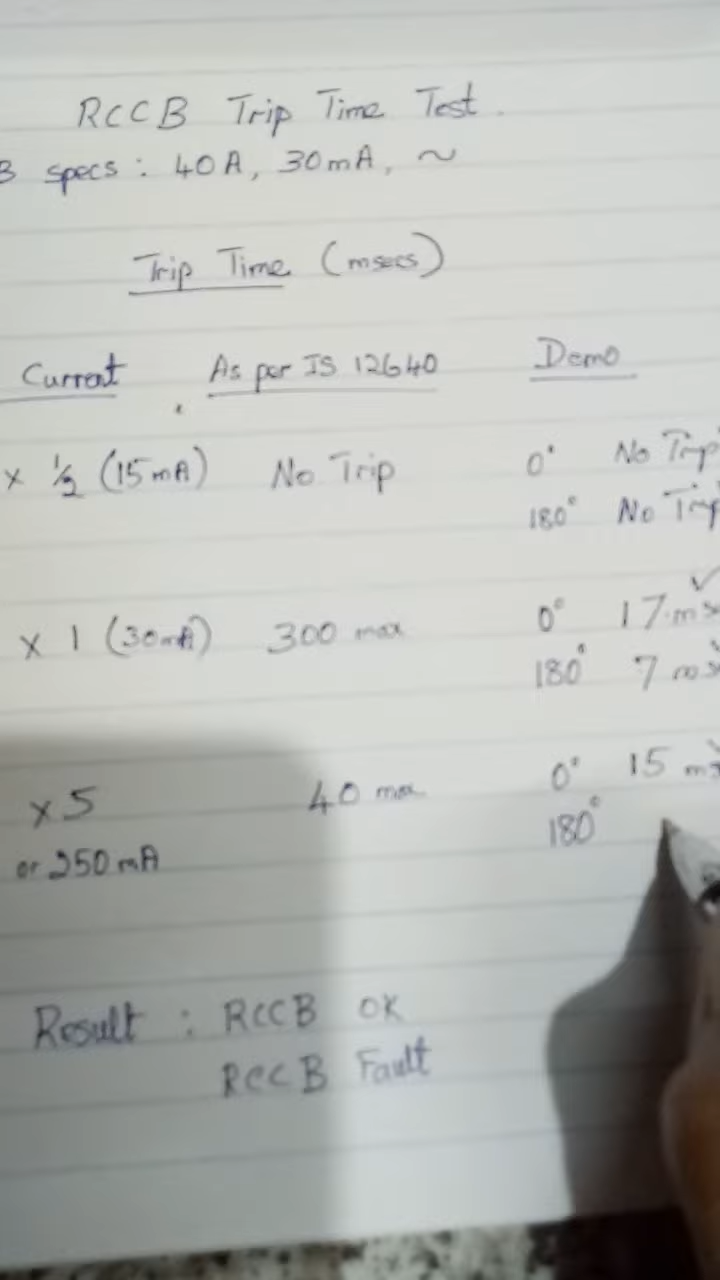 RCCB Trip Time Test.
B specs : 40A, 30mA, ~
Trip Time (msecs)
Current As per IS 12640 Demo
x ½ (15mA) No Trip 0° No Trip
180° No Trip
x 1 (30mA) 300 max 0° 17 ms
180° 7 ms
x 5 40 max 0° 15 ms
or 250mA 180°
Result : RCCB OK
RCCB Fault